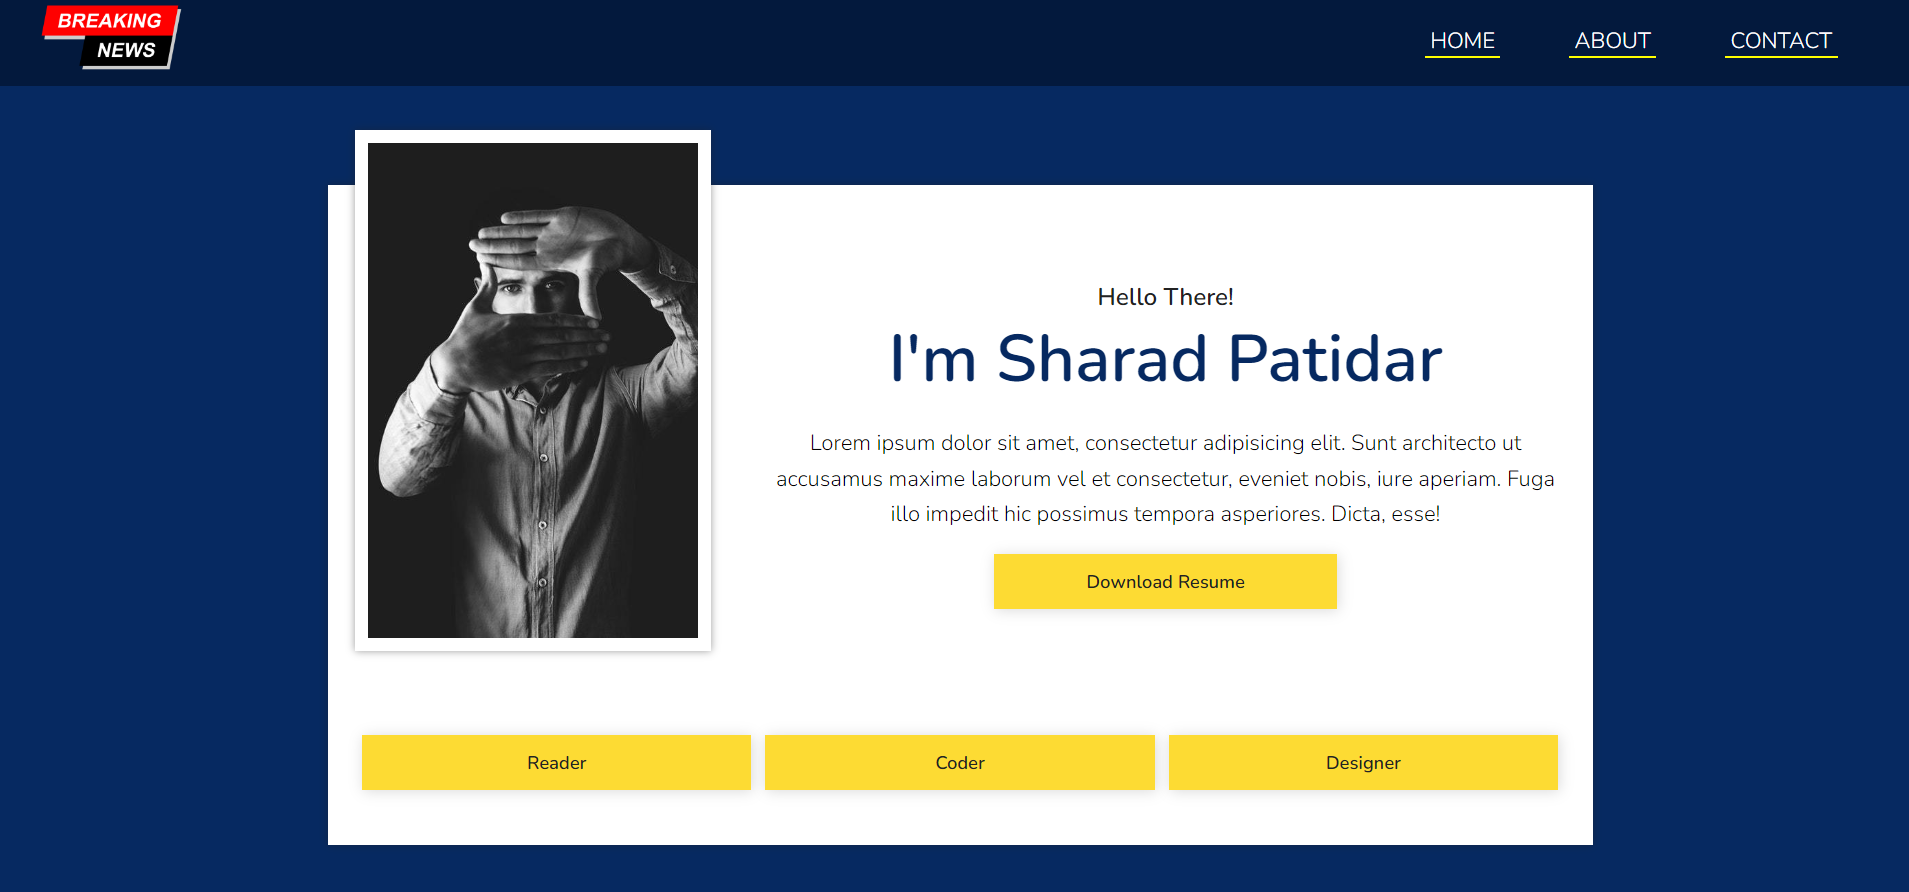 BREAKING
NEWS
HOME ABOUT CONTACT
Hello There!
I'm Sharad Patidar
Lorem ipsum dolor sit amet, consectetur adipisicing elit. Sunt architecto ut
accusamus maxime laborum vel et consectetur, eveniet nobis, iure aperiam. Fuga
illo impedit hic possimus tempora asperiores. Dicta, esse!
Download Resume
Reader Coder Designer